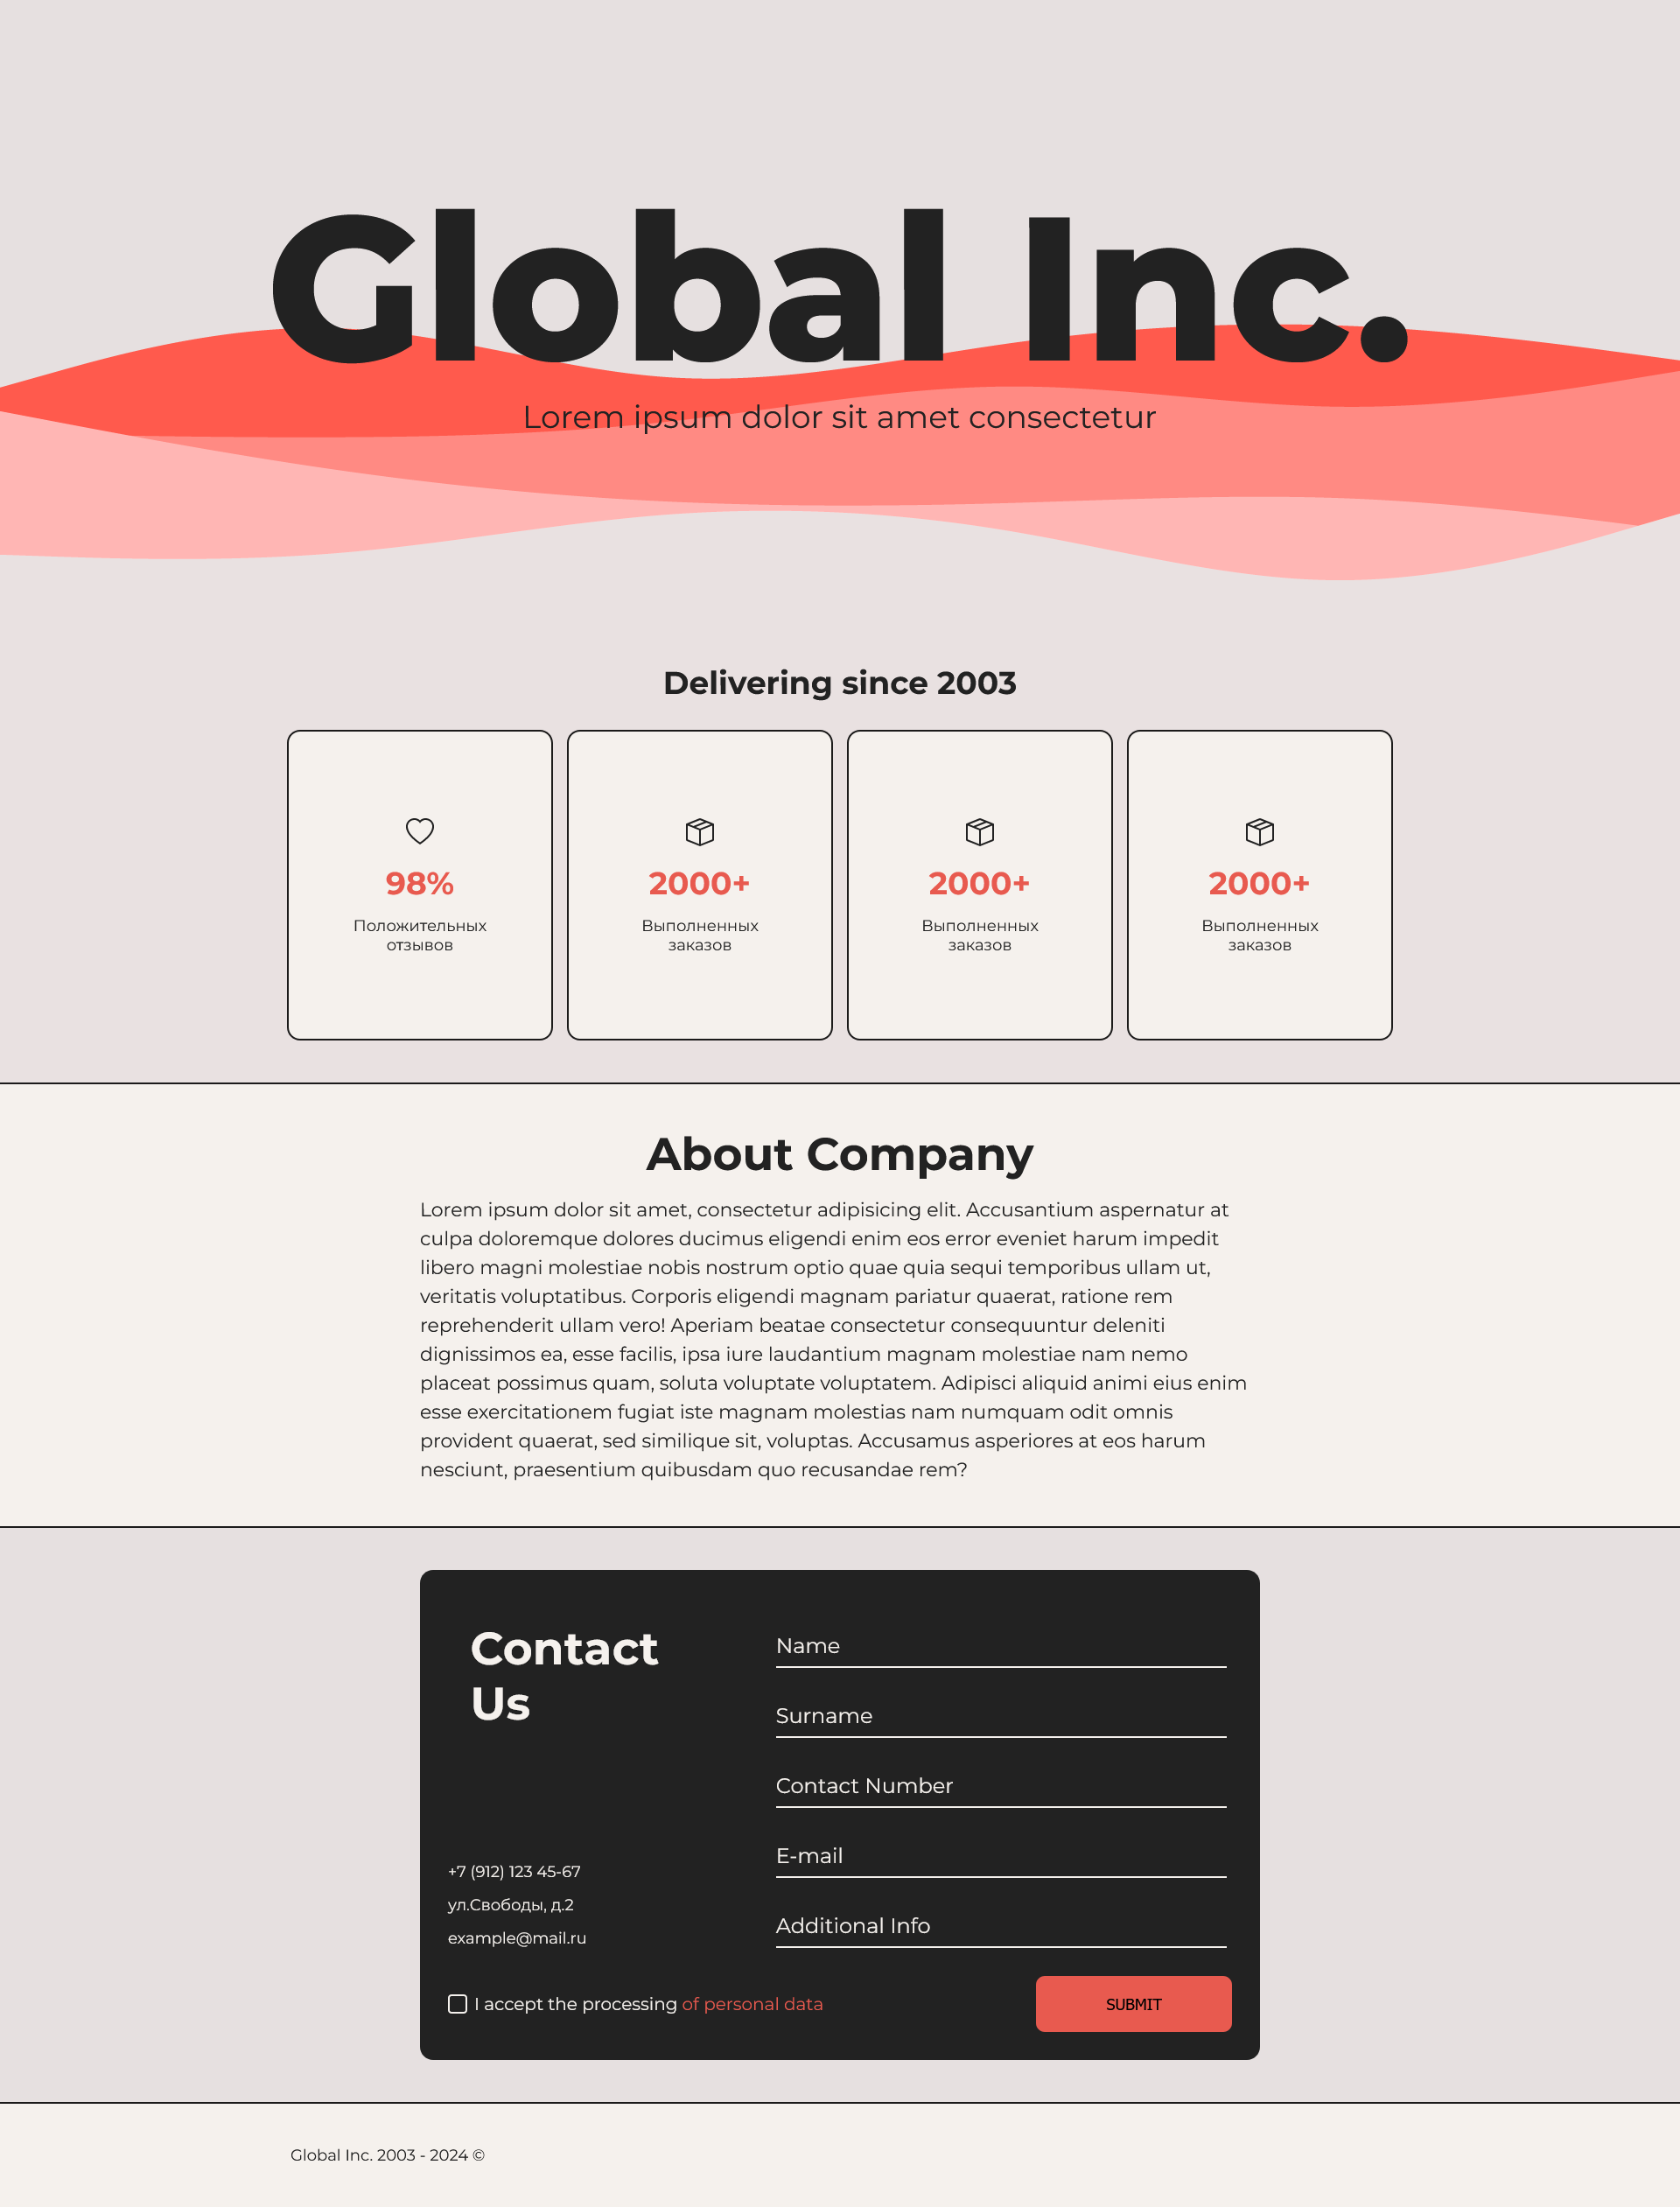 Global Inc.
Lorem ipsum dolor sit amet consectetur
Delivering since 2003
98%
Положительных
отзывов
2000+
Выполненных
заказов
2000+
Выполненных
заказов
2000+
Выполненных
заказов
About Company
Lorem ipsum dolor sit amet, consectetur adipisicing elit. Accusantium aspernatur at
culpa doloremque dolores ducimus eligendi enim eos error eveniet harum impedit
libero magni molestiae nobis nostrum optio quae quia sequi temporibus ullam ut,
veritatis voluptatibus. Corporis eligendi magnam pariatur quaerat, ratione rem
reprehenderit ullam vero! Aperiam beatae consectetur consequuntur deleniti
dignissimos ea, esse facilis, ipsa iure laudantium magnam molestiae nam nemo
placeat possimus quam, soluta voluptate voluptatem. Adipisci aliquid animi eius enim
esse exercitationem fugiat iste magnam molestias nam numquam odit omnis
provident quaerat, sed similique sit, voluptas. Accusamus asperiores at eos harum
nesciunt, praesentium quibusdam quo recusandae rem?
Contact
Us
+7 (912) 123 45-67
ул.Свободы, д.2
example@mail.ru
Name
Surname
Contact Number
E-mail
Additional Info
I accept the processing of personal data
SUBMIT
Global Inc. 2003 - 2024 ©